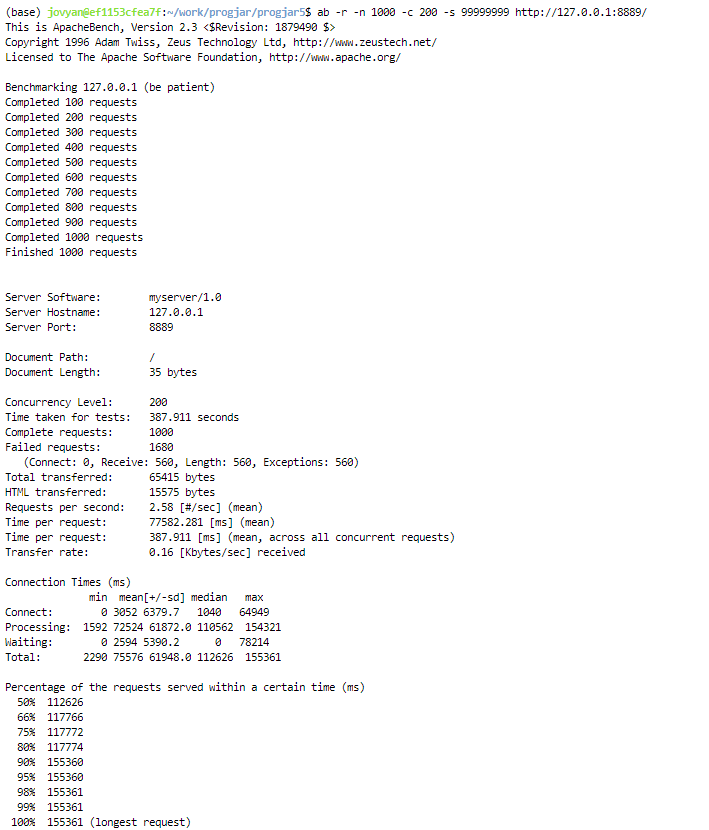 (base) jovyan@ef1153cfea7f:~/work/progjar/progjar5$ ab -r -n 1000 -c 200 -s 99999999 http://127.0.0.1:8889/
This is ApacheBench, Version 2.3 <$Revision: 1879490 $>
Copyright 1996 Adam Twiss, Zeus Technology Ltd, http://www.zeustech.net/
Licensed to The Apache Software Foundation, http://www.apache.org/

Benchmarking 127.0.0.1 (be patient)
Completed 100 requests
Completed 200 requests
Completed 300 requests
Completed 400 requests
Completed 500 requests
Completed 600 requests
Completed 700 requests
Completed 800 requests
Completed 900 requests
Completed 1000 requests
Finished 1000 requests

Server Software:        myserver/1.0
Server Hostname:        127.0.0.1
Server Port:            8889

Document Path:          /
Document Length:        35 bytes

Concurrency Level:      200
Time taken for tests:   387.911 seconds
Complete requests:      1000
Failed requests:        1680
   (Connect: 0, Receive: 560, Length: 560, Exceptions: 560)
Total transferred:      65415 bytes
HTML transferred:       15575 bytes
Requests per second:    2.58 [#/sec] (mean)
Time per request:       77582.281 [ms] (mean)
Time per request:       387.911 [ms] (mean, across all concurrent requests)
Transfer rate:          0.16 [Kbytes/sec] received

Connection Times (ms)
              min  mean[+/-sd] median   max
Connect:        0 3052 6379.7   1040   64949
Processing:  1592 72524 61872.0 110562  154321
Waiting:        0 2594 5390.2      0   78214
Total:       2290 75576 61948.0 112626  155361

Percentage of the requests served within a certain time (ms)
  50%  112626
  66%  117766
  75%  117772
  80%  117774
  90%  155360
  95%  155360
  98%  155361
  99%  155361
 100%  155361 (longest request)